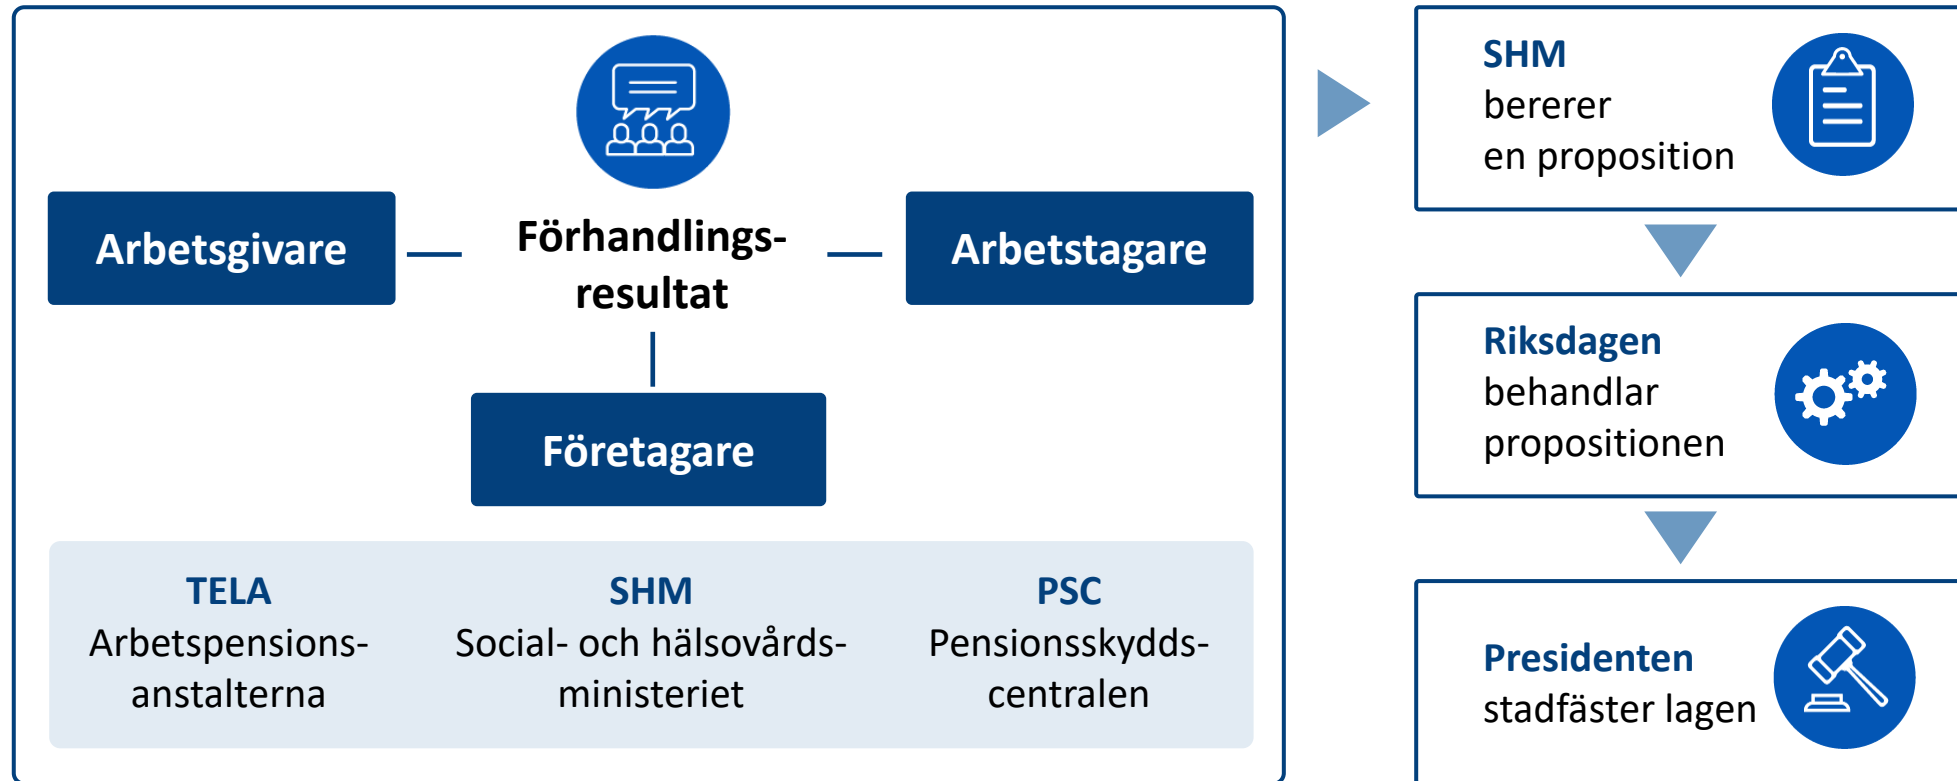 Förhandlings-
resultat
Arbetsgivare
Arbetstagare
Företagare
TELA
Arbetspensions-
anstalterna
SHM
Social- och hälsovårds-
ministeriet
PSC
Pensionsskydds-
centralen
SHM
bererer
en proposition
Riksdagen
behandlar
propositionen
Presidenten
stadfäster lagen